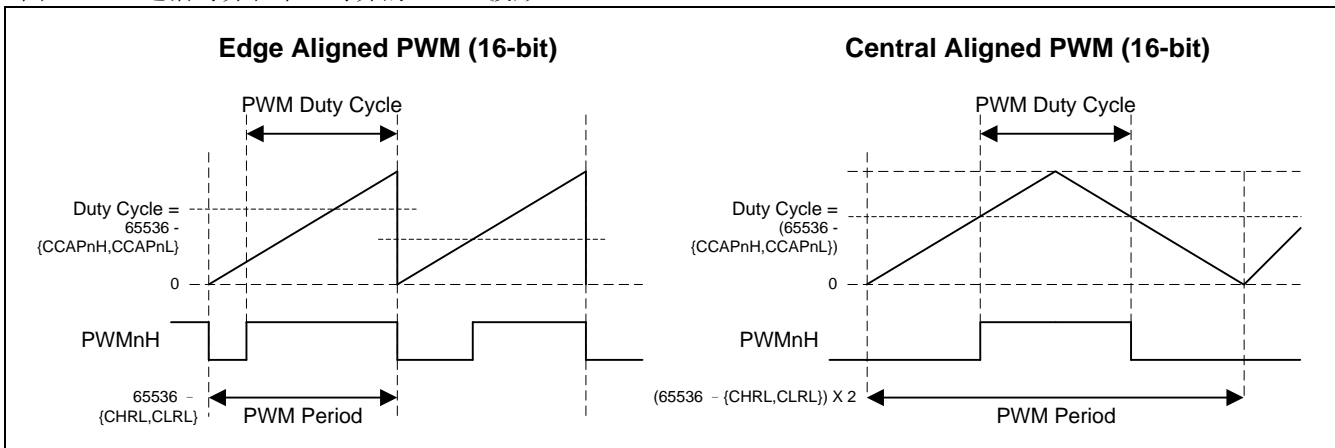 Edge Aligned PWM (16-bit)
PWM Duty Cycle
Duty Cycle =
65536 -
{CCAPnH,CCAPnL}
0
PWMnH
65536 –
{CHRL,CLRL}
PWM Period
Central Aligned PWM (16-bit)
PWM Duty Cycle
Duty Cycle =
(65536 -
{CCAPnH,CCAPnL})
0
PWMnH
(65536 – {CHRL,CLRL}) X 2
PWM Period